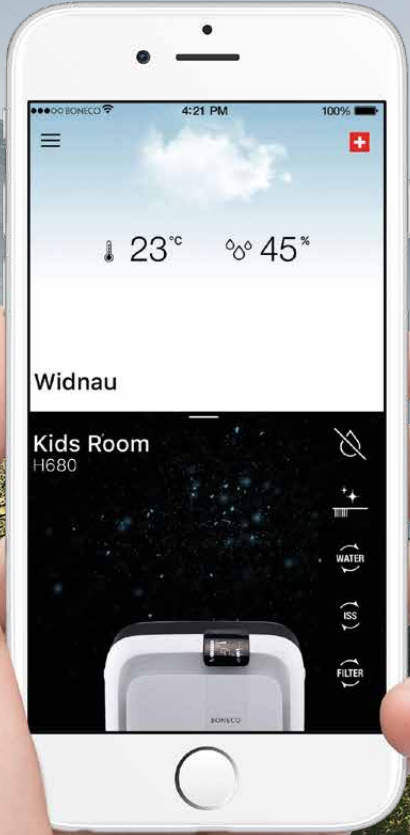 BONECO
4:21 PM
100%
23°C
45%
Widnau
Kids Room
H680
WATER
ISS
FILTER
BONECO